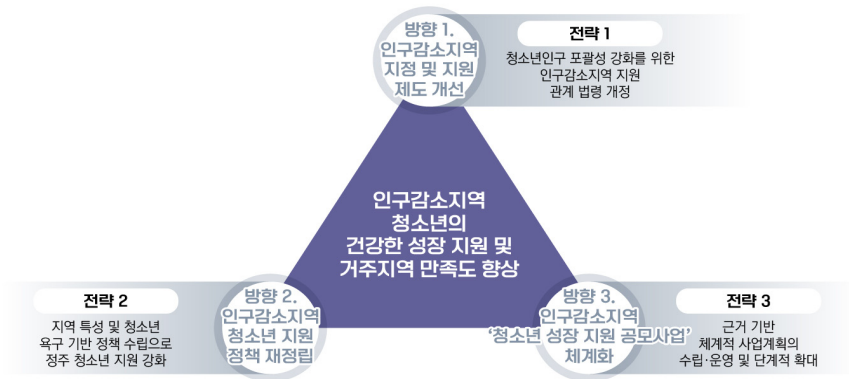 방향 1.
인구감소지역
지정 및 지원
제도 개선
전략 1
청소년인구 포괄성 강화를 위한
인구감소지역 지원
관계 법령 개정
인구감소지역
청소년의
건강한 성장 지원 및
거주지역 만족도 향상
전략 2
지역 특성 및 청소년
욕구 기반 정책 수립으로
정주 청소년 지원 강화
방향 2.
인구감소지역
청소년 지원
정책 재정립
방향 3.
인구감소지역
‘청소년 성장 지원 공모사업’
체계화
전략 3
근거 기반
체계적 사업계획의
수립·운영 및 단계적 확대